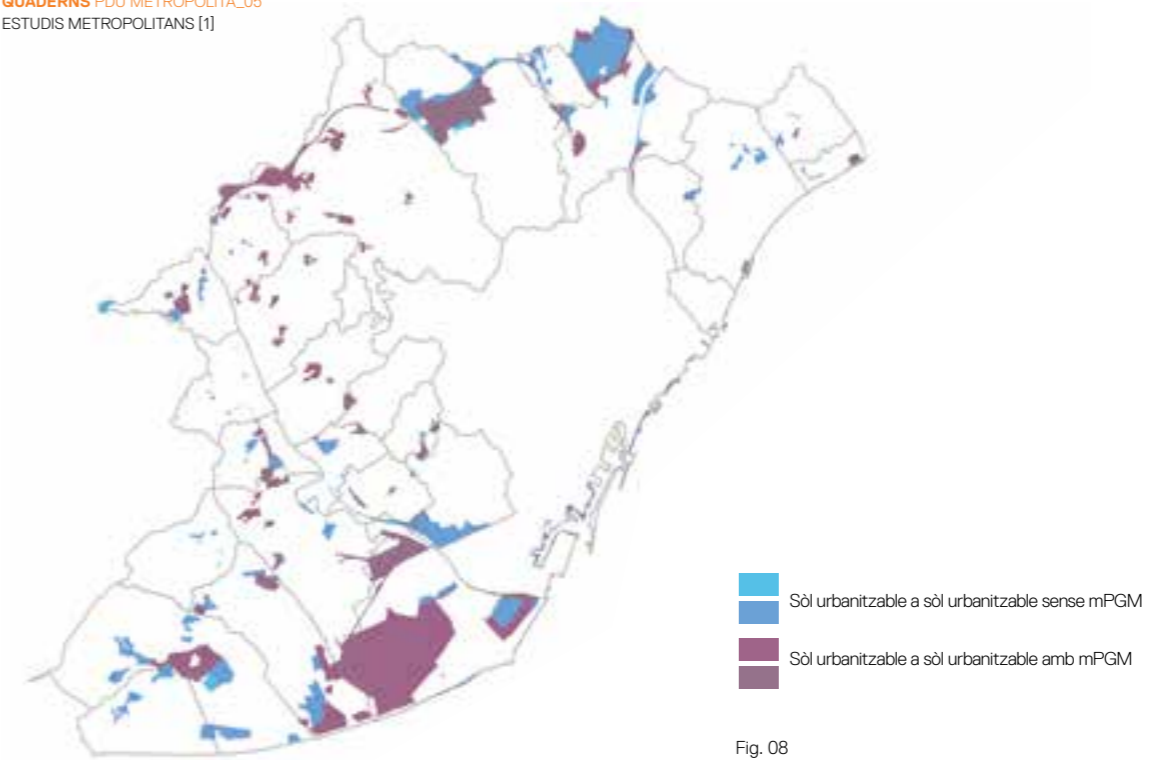 QUADERNS PDU METROPOLITÀ_05
ESTUDIS METROPOLITANS [1]
Sòl urbanitzable a sòl urbanitzable sense mPGM
Sòl urbanitzable a sòl urbanitzable amb mPGM
Fig. 08